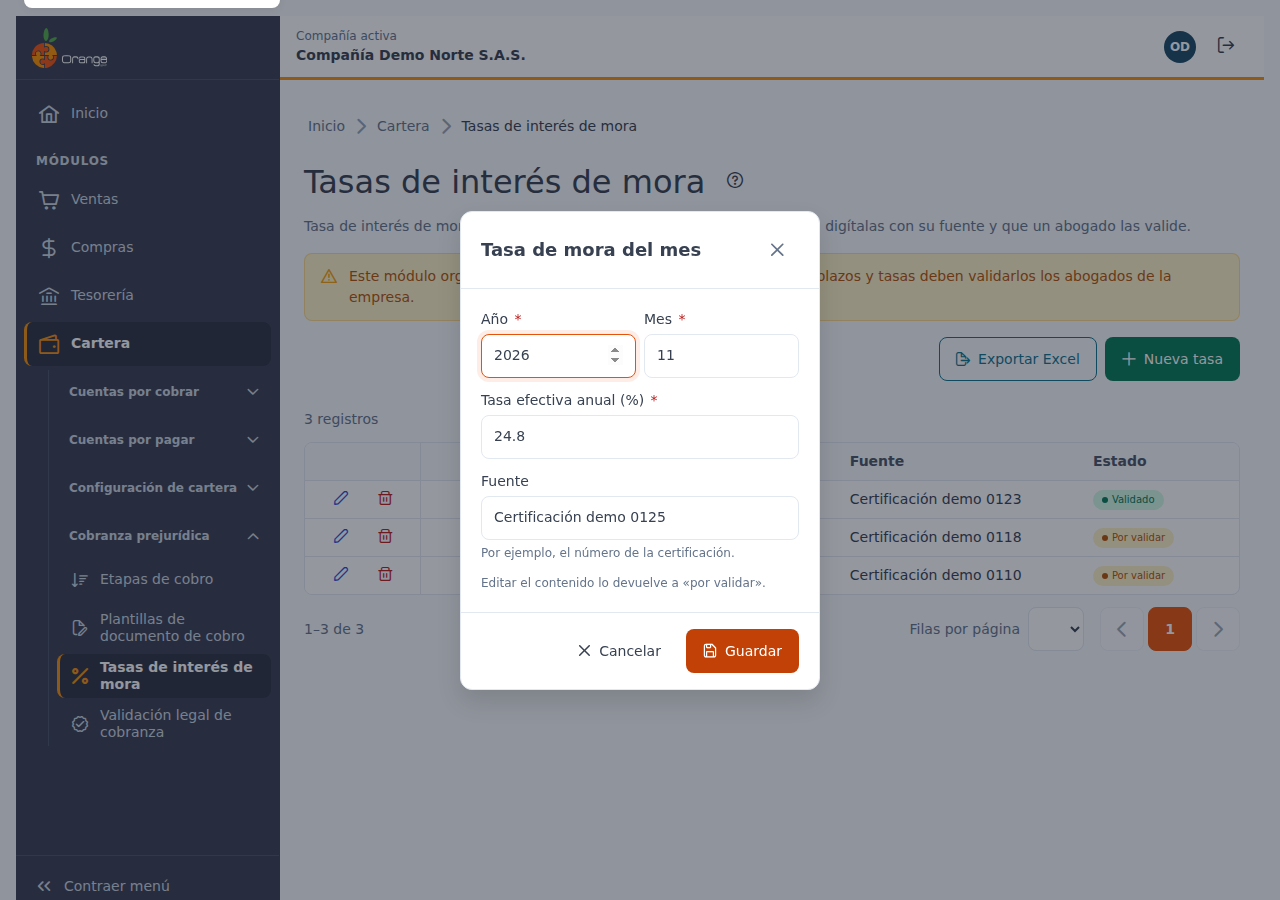 Orange
Compañía activa
Compañía Demo Norte S.A.S.
OD
Inicio
MÓDULOS
Ventas
Compras
Tesorería
Cartera
Cuentas por cobrar
Cuentas por pagar
Configuración de cartera
Cobranza prejurídica
Etapas de cobro
Plantillas de
documento de cobro
Tasas de interés de
mora
Validación legal de
cobranza
Contraer menú
Inicio
Cartera
Tasas de interés de mora
Tasas de interés de mora
Tasa de interés de mor
digítalas con su fuente y que un abogado las valide.
Este módulo org
plazos y tasas deben validarlos los abogados de la
empresa.
Exportar Excel
Nueva tasa
3 registros
Fuente
Estado
Certificación demo 0123
Validado
Certificación demo 0118
Por validar
Certificación demo 0110
Por validar
1–3 de 3
Filas por página
1
Tasa de mora del mes
Año *
Mes *
2026
11
Tasa efectiva anual (%) *
24.8
Fuente
Certificación demo 0125
Por ejemplo, el número de la certificación.
Editar el contenido lo devuelve a «por validar».
Cancelar
Guardar